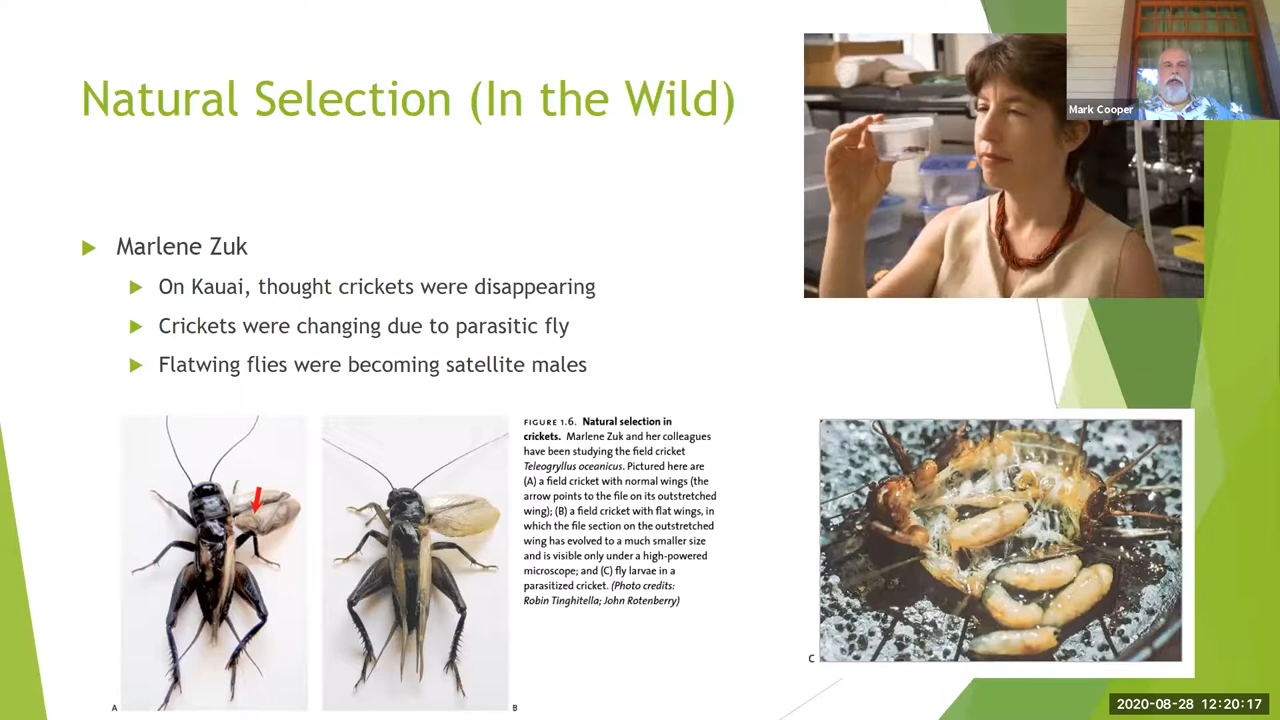 Natural Selection (In the Wild)
Mark Cooper
Marlene Zuk
On Kauai, thought crickets were disappearing
Crickets were changing due to parasitic fly
Flatwing flies were becoming satellite males
FIGURE 1.6. Natural selection in
crickets. Marlene Zuk and her colleagues
have been studying the field cricket
Teleogryllus oceanicus. Pictured here are
(A) a field cricket with normal wings (the
arrow points to the file on its outstretched
wing); (B) a field cricket with flat wings, in
which the file section on the outstretched
wing has evolved to a much smaller size
and is visible only under a high-powered
microscope; and (C) fly larvae in a
parasitized cricket. (Photo credits:
Robin Tinghitella; John Rotenberry)
A
B
C
2020-08-28 12:20:17